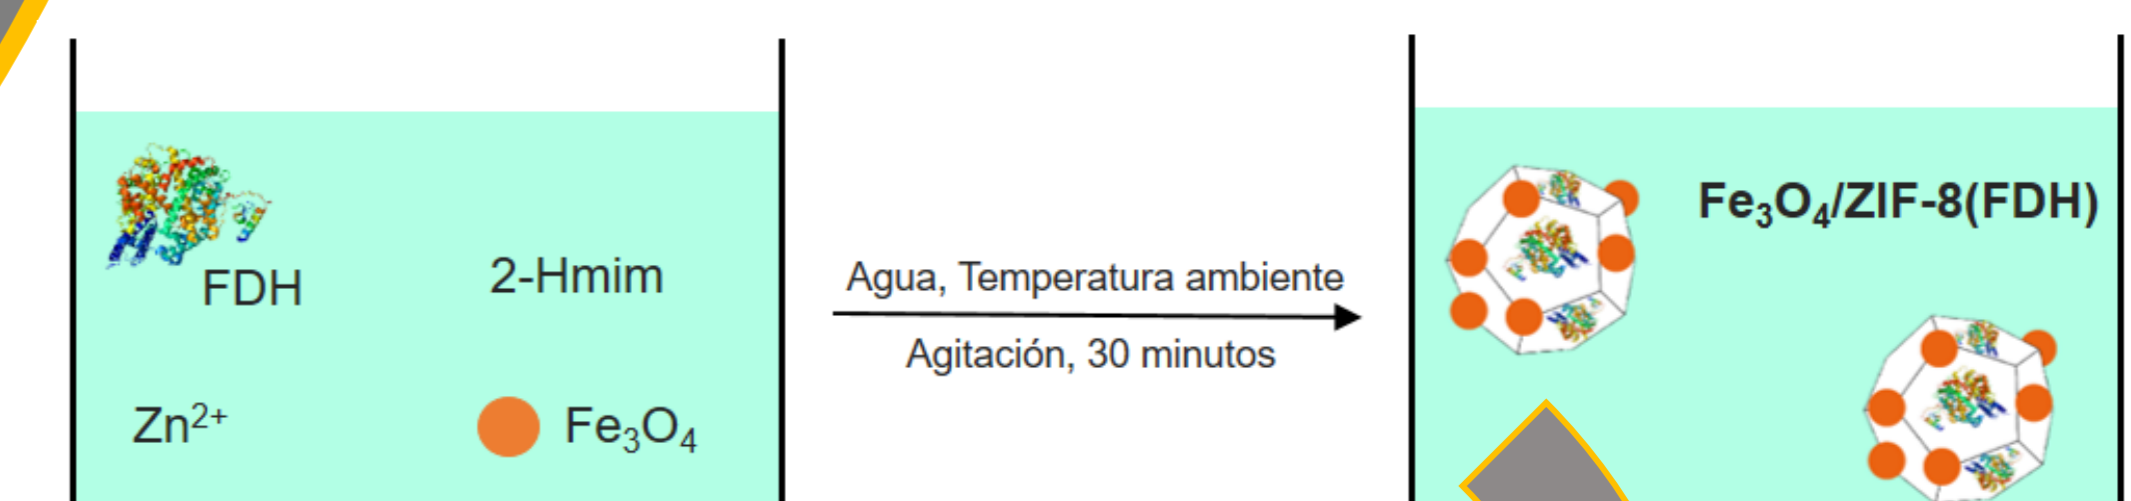 FDH
2-Hmim
Zn²⁺
Fe₃O₄
Agua, Temperatura ambiente
Agitación, 30 minutos
Fe₃O₄/ZIF-8(FDH)